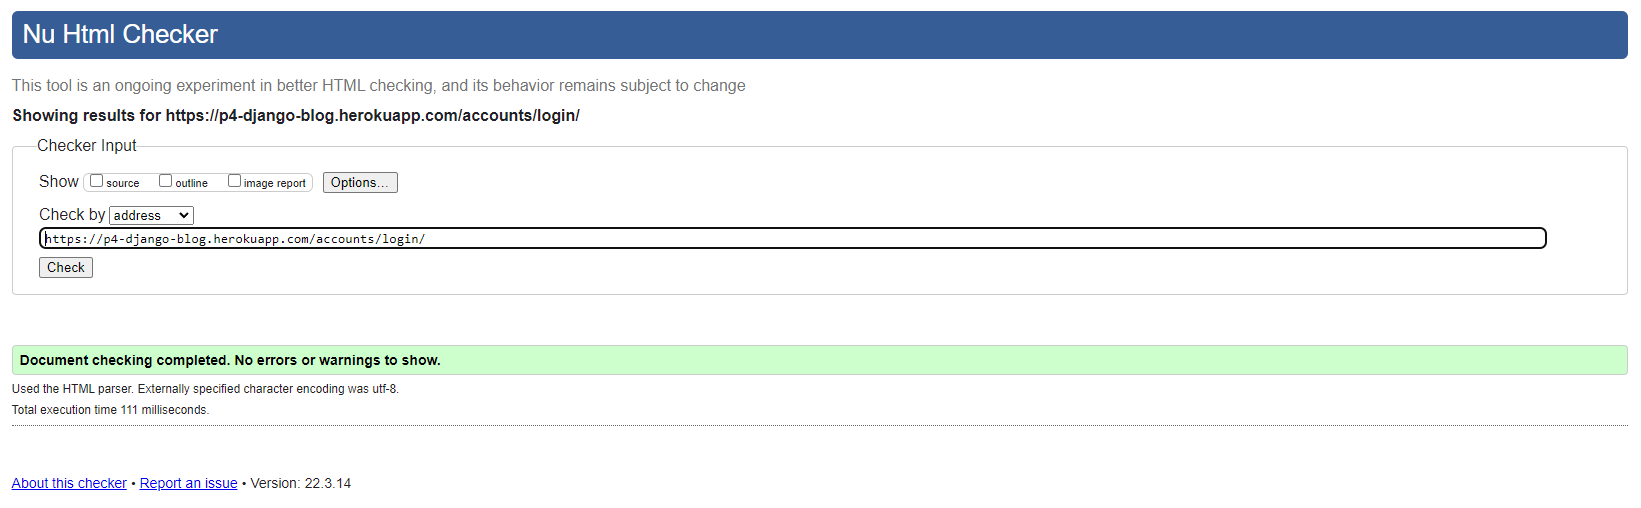 Nu Html Checker
This tool is an ongoing experiment in better HTML checking, and its behavior remains subject to change
Showing results for https://p4-django-blog.herokuapp.com/accounts/login/
Checker Input
Show source outline image report Options...
Check by address
https://p4-django-blog.herokuapp.com/accounts/login/
Check
Document checking completed. No errors or warnings to show.
Used the HTML parser. Externally specified character encoding was utf-8.
Total execution time 111 milliseconds.
About this checker • Report an issue • Version: 22.3.14